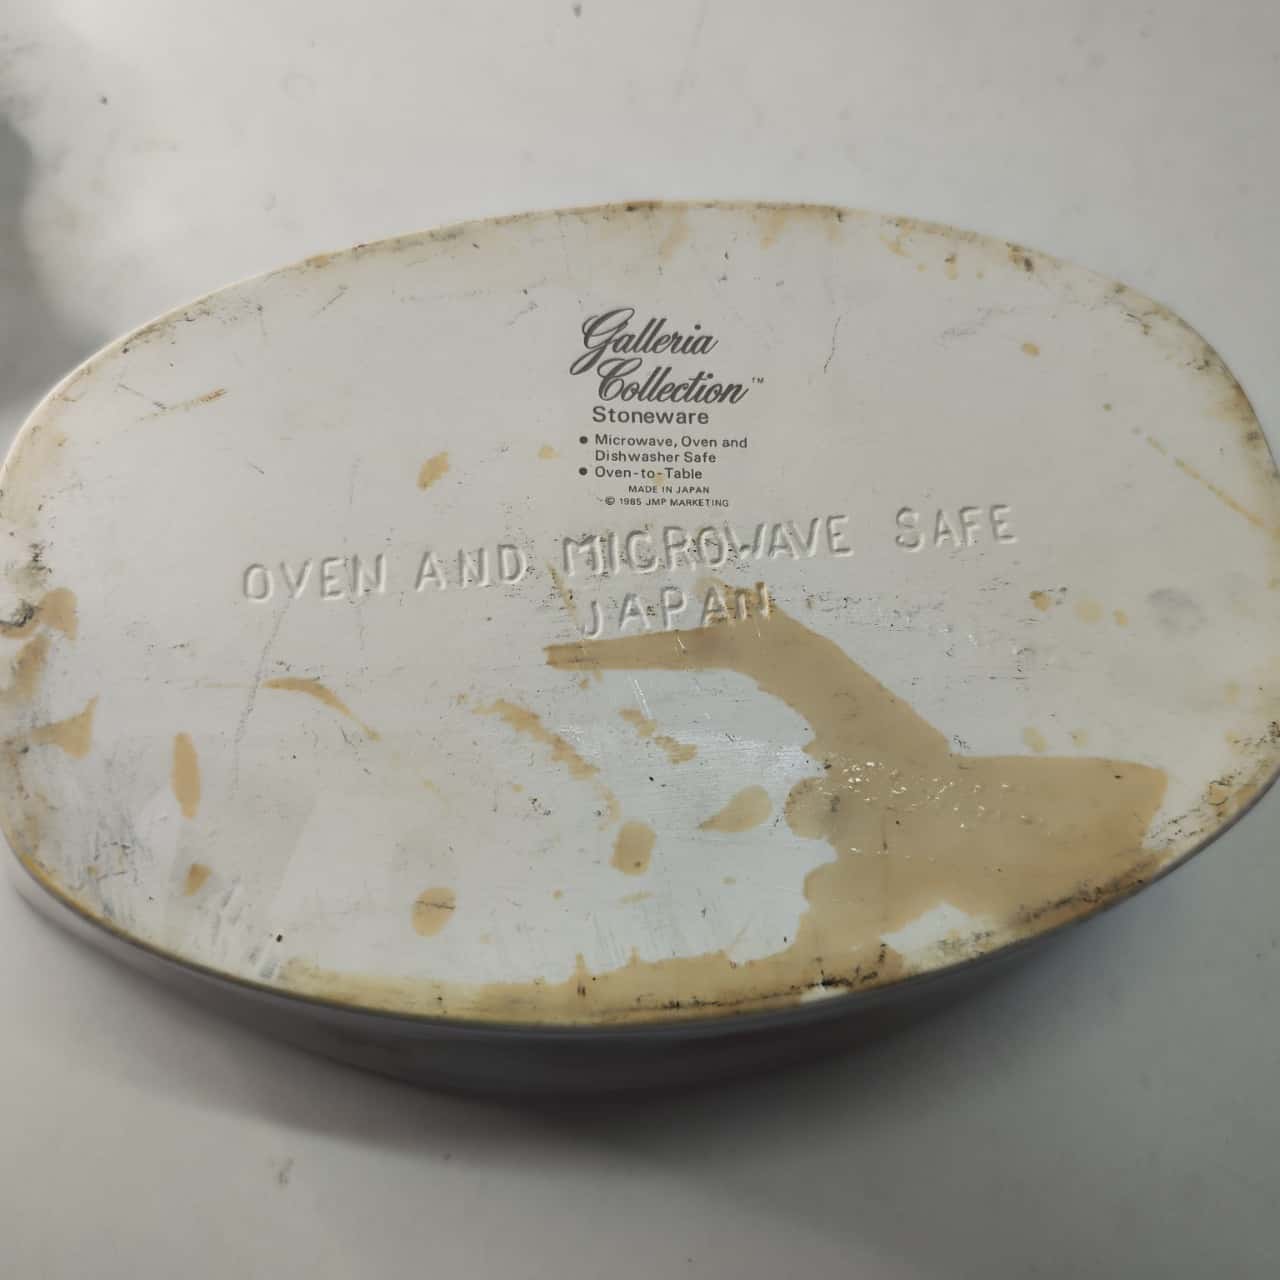 Galleria
Collection™
Stoneware
• Microwave, Oven and
Dishwasher Safe
• Oven-to-Table
MADE IN JAPAN
© 1985 JMP MARKETING
OVEN AND MICROWAVE SAFE
JAPAN